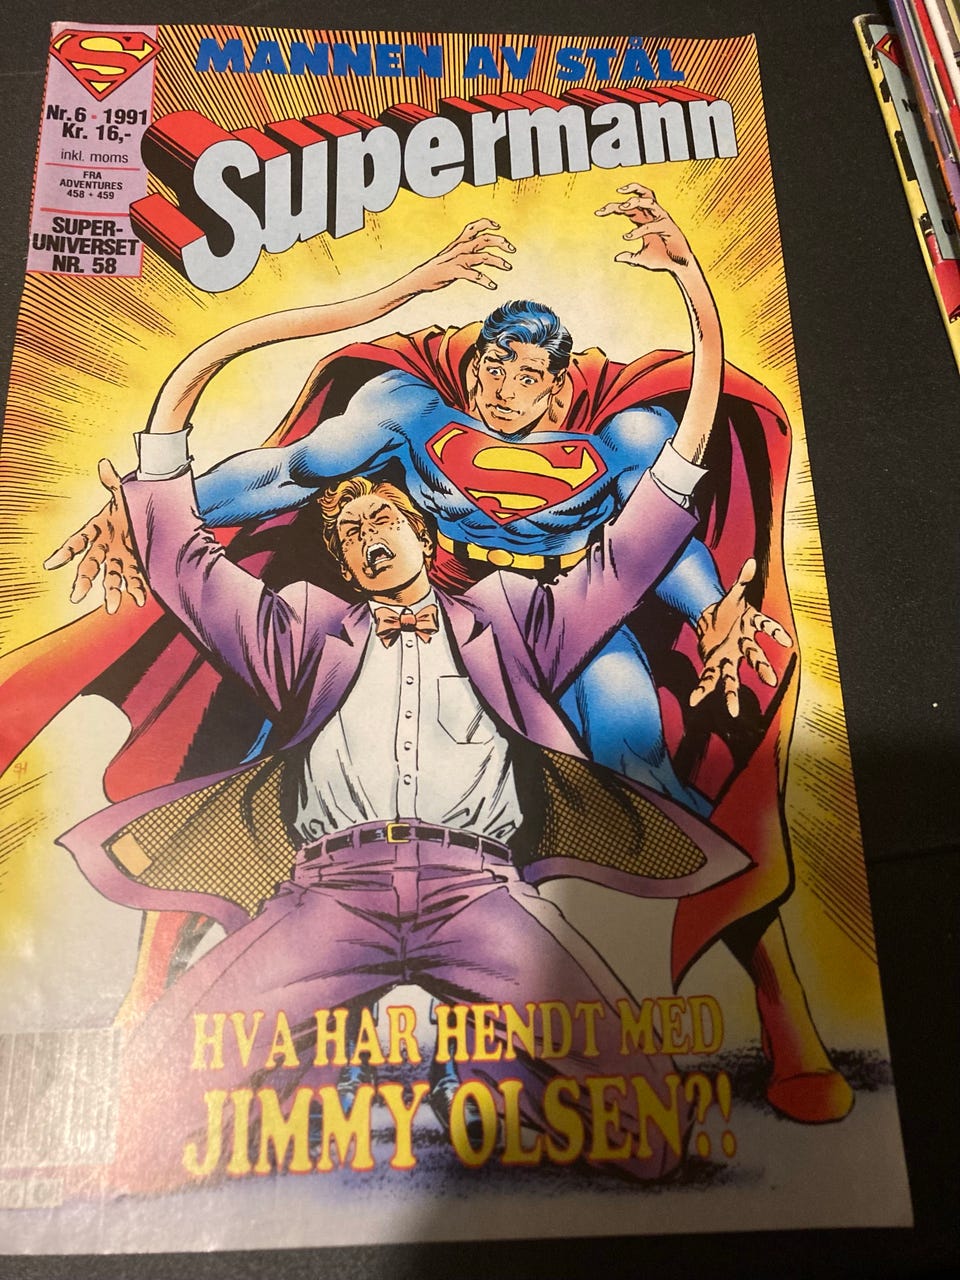 MANNEN AV STÅL
Supermann
Nr. 6 - 1991
Kr. 16,-
inkl. moms
FRA
ADVENTURES
458 + 459
SUPER-
UNIVERSET
NR. 58
S
SH
HVA HAR HENDT MED
JIMMY OLSEN?!